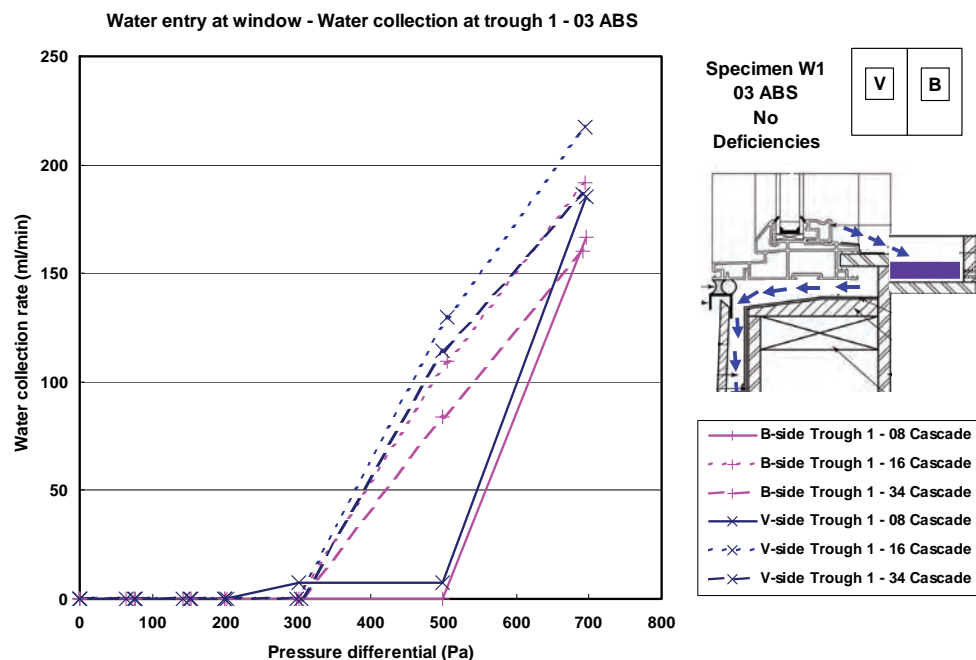 Water entry at window - Water collection at trough 1 - 03 ABS
250
200
150
100
50
0
0 100 200 300 400 500 600 700 800
Water collection rate (ml/min)
Pressure differential (Pa)
Specimen W1
03 ABS
No
Deficiencies
V B
B-side Trough 1 - 08 Cascade
B-side Trough 1 - 16 Cascade
B-side Trough 1 - 34 Cascade
V-side Trough 1 - 08 Cascade
V-side Trough 1 - 16 Cascade
V-side Trough 1 - 34 Cascade